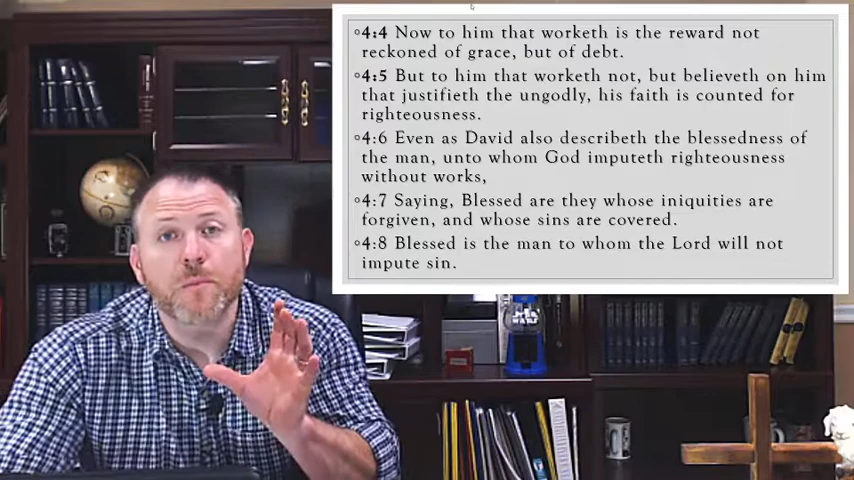 4:4 Now to him that worketh is the reward not
reckoned of grace, but of debt.
4:5 But to him that worketh not, but believeth on him
that justifieth the ungodly, his faith is counted for
righteousness.
4:6 Even as David also describeth the blessedness of
the man, unto whom God imputeth righteousness
without works,
4:7 Saying, Blessed are they whose iniquities are
forgiven, and whose sins are covered.
4:8 Blessed is the man to whom the Lord will not
impute sin.